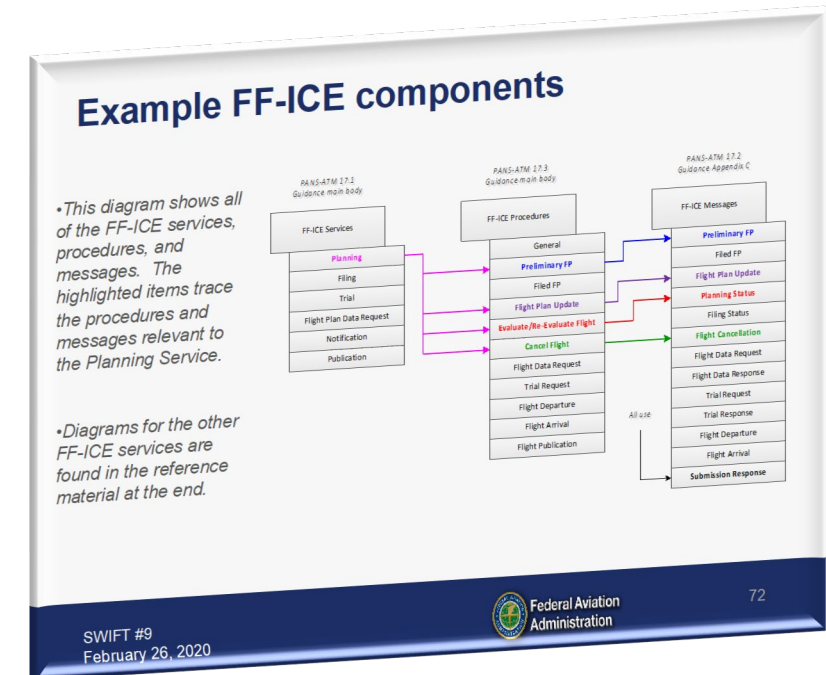 Example FF-ICE components
•This diagram shows all
of the FF-ICE services,
procedures, and
messages. The
highlighted items trace
the procedures and
messages relevant to
the Planning Service.
•Diagrams for the other
FF-ICE services are
found in the reference
material at the end.
PANS-ATM 17.1
Guidance main body
FF-ICE Services
Planning
Filing
Trial
Flight Plan Data Request
Notification
Publication
PANS-ATM 17.3
Guidance main body
FF-ICE Procedures
General
Preliminary FP
Filed FP
Flight Plan Update
Evaluate/Re-Evaluate Flight
Cancel Flight
Flight Data Request
Trial Request
Flight Departure
Flight Arrival
Flight Publication
PANS-ATM 17.2
Guidance Appendix C
FF-ICE Messages
Preliminary FP
Filed FP
Flight Plan Update
Planning Status
Filing Status
Flight Cancellation
Flight Data Request
Flight Data Response
Trial Request
Trial Response
Flight Departure
Flight Arrival
Submission Response
All use
SWIFT #9
February 26, 2020
Federal Aviation
Administration
72